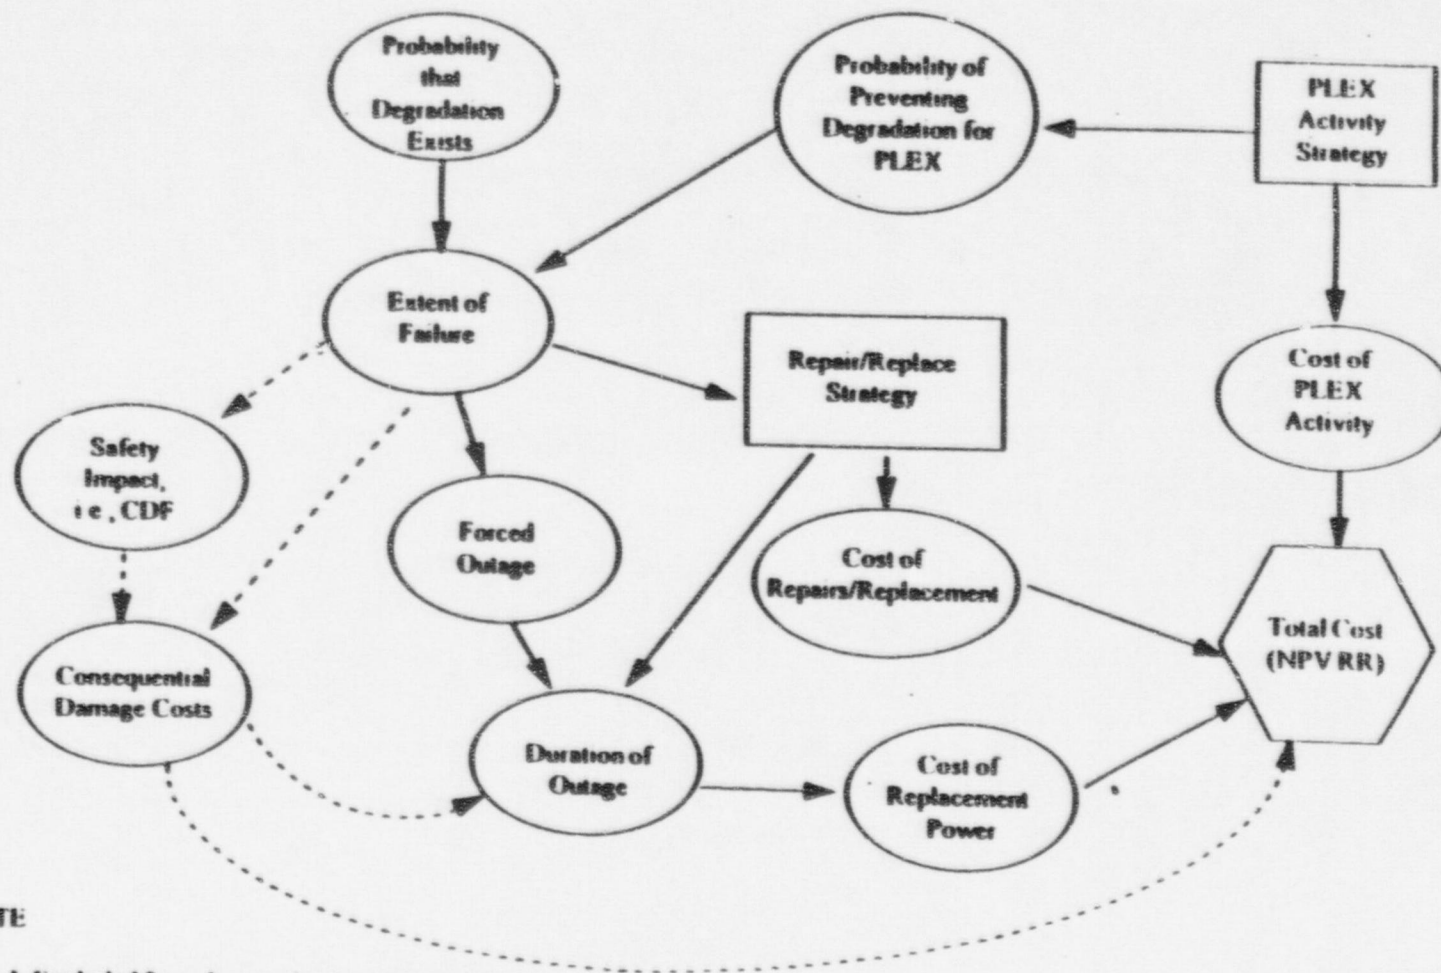 Probability
that
Degradation
Exists
Probability of
Preventing
Degradation for
PLEX
PLEX
Activity
Strategy
Extent of
Failure
Repair/Replace
Strategy
Cost of
PLEX
Activity
Safety
Impact,
i e , CDF
Forced
Outage
Cost of
Repairs/Replacement
Total Cost
(NPV RR)
Consequential
Damage Costs
Duration of
Outage
Cost of
Replacement
Power
TE